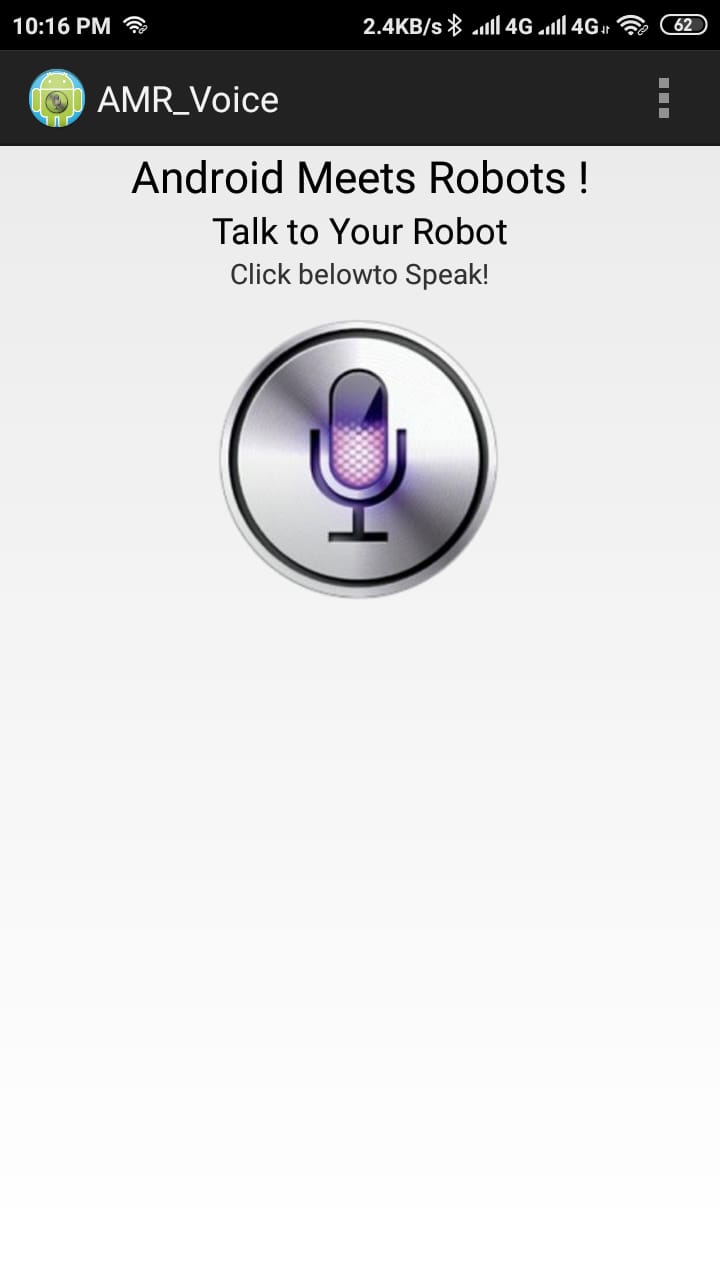 10:16 PM 2.4KB/s 4G 4G 62
AMR_Voice
Android Meets Robots !
Talk to Your Robot
Click belowto Speak!